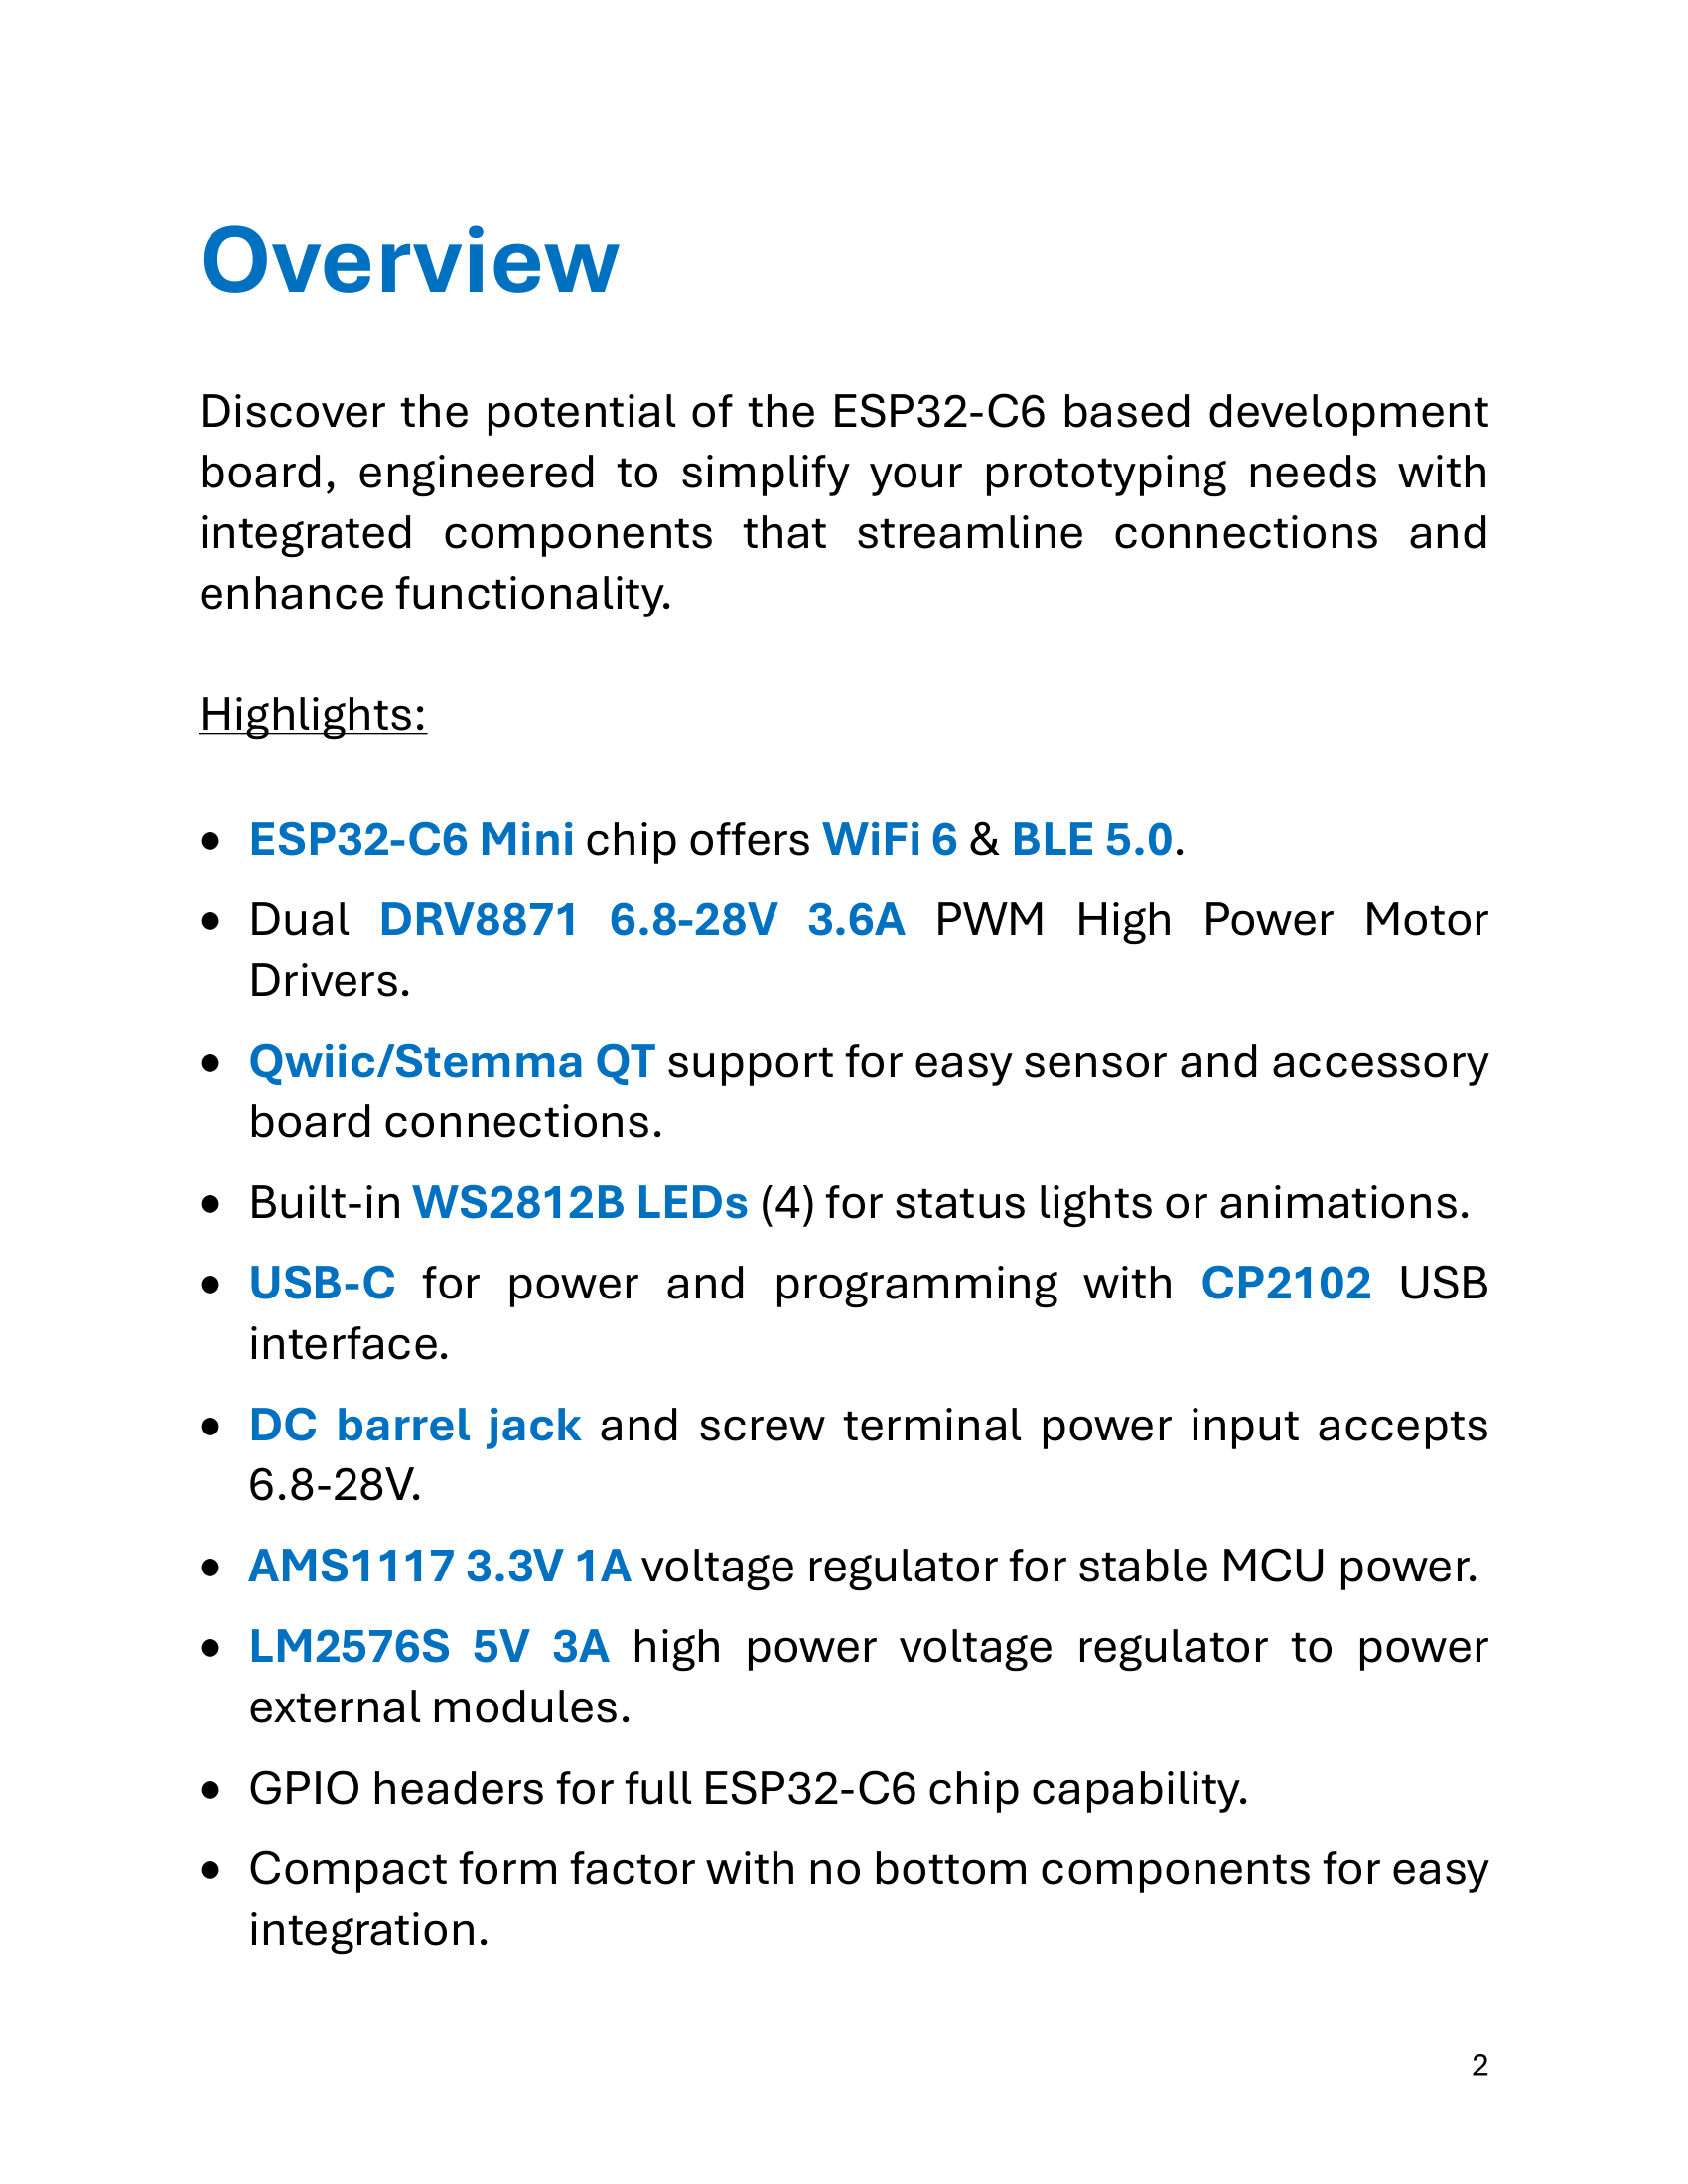 Overview
Discover the potential of the ESP32-C6 based development
board, engineered to simplify your prototyping needs with
integrated components that streamline connections and
enhance functionality.
Highlights:
• ESP32-C6 Mini chip offers WiFi 6 & BLE 5.0.
• Dual DRV8871 6.8-28V 3.6A PWM High Power Motor
Drivers.
• Qwiic/Stemma QT support for easy sensor and accessory
board connections.
• Built-in WS2812B LEDs (4) for status lights or animations.
• USB-C for power and programming with CP2102 USB
interface.
• DC barrel jack and screw terminal power input accepts
6.8-28V.
• AMS1117 3.3V 1A voltage regulator for stable MCU power.
• LM2576S 5V 3A high power voltage regulator to power
external modules.
• GPIO headers for full ESP32-C6 chip capability.
• Compact form factor with no bottom components for easy
integration.
2